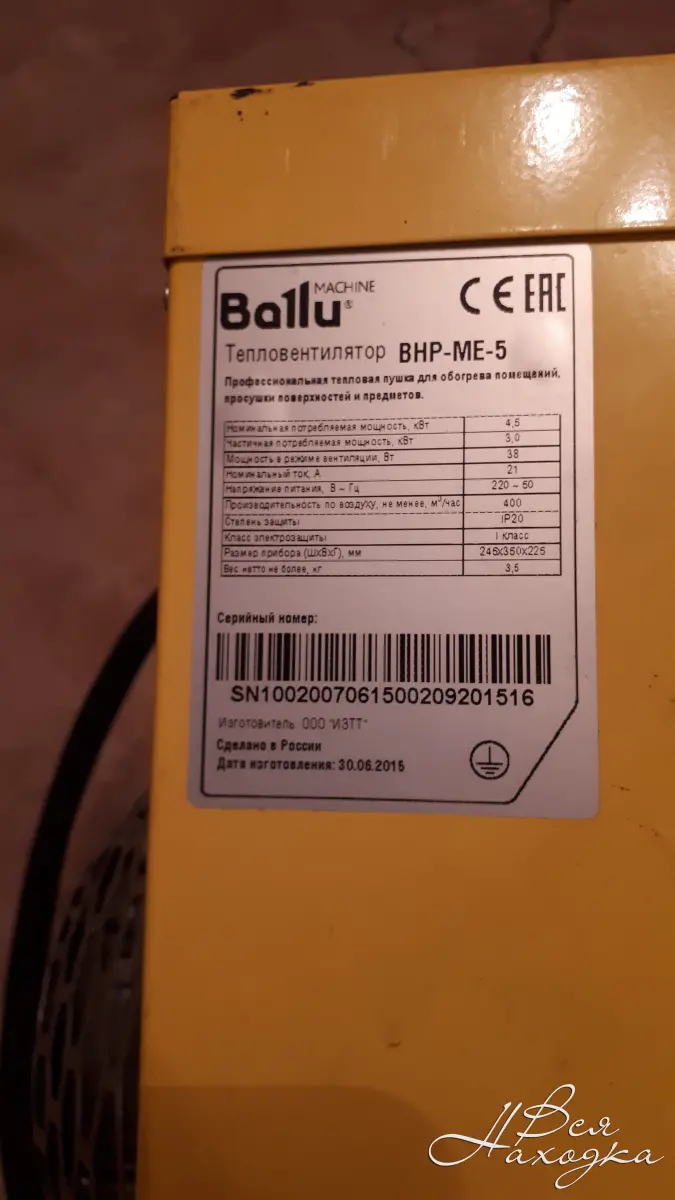 MACHINE
Ballu®
CE EAC
Тепловентилятор BHP-ME-5
Профессиональная тепловая пушка для обогрева помещений,
просушки поверхностей и предметов.
Номинальная потребляемая мощность, кВт 4,5
Частичная потребляемая мощность, кВт 3,0
Мощность в режиме вентиляции, Вт 38
Номинальный ток, А 21
Напряжение питания, В ~ Гц 220 ~ 50
Производительность по воздуху, не менее, м³/час 400
Степень защиты IP20
Класс электрозащиты I класс
Размер прибора (ШхВхГ), мм 246x350x225
Вес нетто не более, кг 3,5
Серийный номер:
SN1002007061500209201516
Изготовитель: ООО "ИЗТТ"
Сделано в России
Дата изготовления: 30.06.2015
Вся
Находка